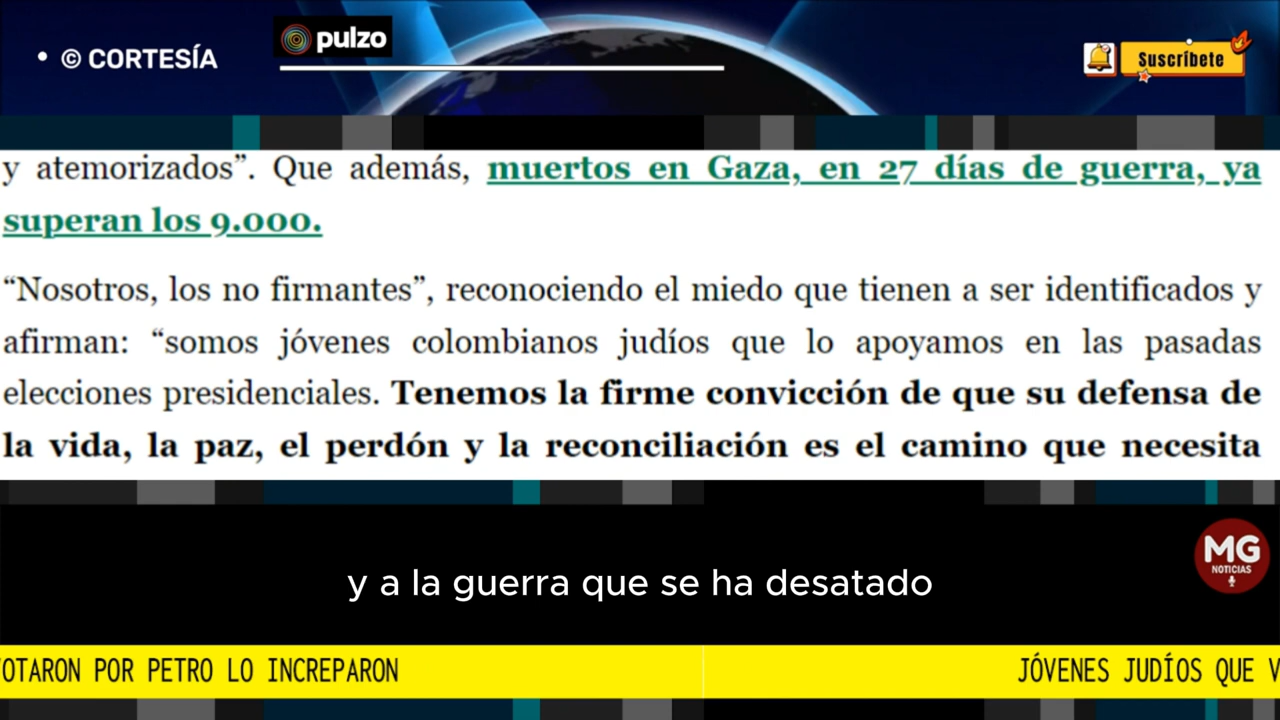 • © CORTESÍA
pulzo
Suscríbete
y atemorizados”. Que además, muertos en Gaza, en 27 días de guerra, ya
superan los 9.000.
“Nosotros, los no firmantes”, reconociendo el miedo que tienen a ser identificados y
afirman: “somos jóvenes colombianos judíos que lo apoyamos en las pasadas
elecciones presidenciales. Tenemos la firme convicción de que su defensa de
la vida, la paz, el perdón y la reconciliación es el camino que necesita
MG
NOTICIAS
y a la guerra que se ha desatado
OTARON POR PETRO LO INCREPARON
JÓVENES JUDÍOS QUE V